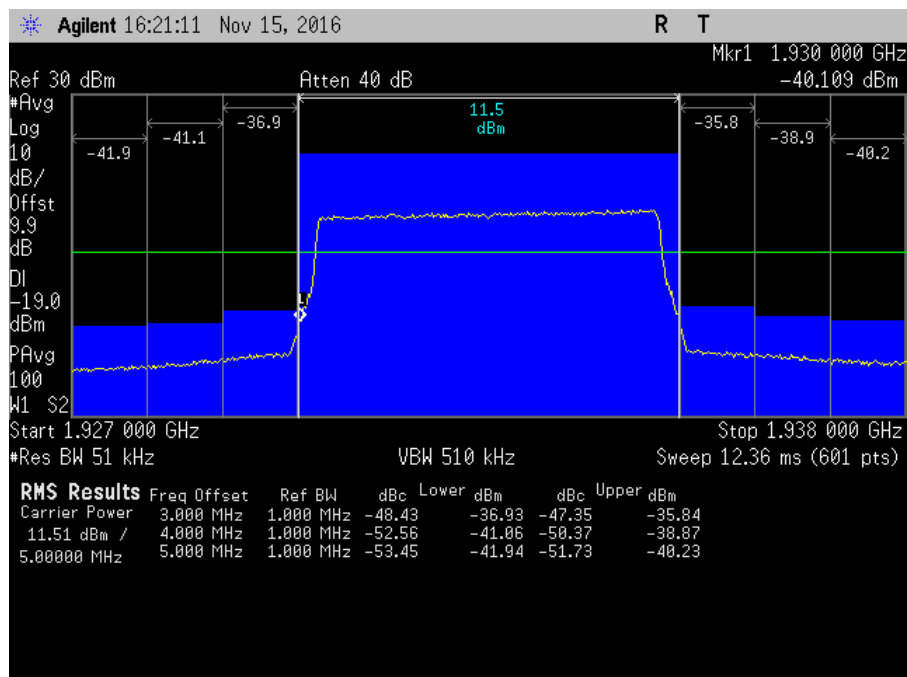 Agilent 16:21:11 Nov 15, 2016 R T
Mkr1 1.930 000 GHz
Ref 30 dBm Atten 40 dB -40.109 dBm
#Avg
Log
10
dB/
Offst
9.9
dB
DI
-19.0
dBm
PAvg
100
W1 S2
-41.9 -41.1 -36.9 11.5 dBm -35.8 -38.9 -40.2
1
Start 1.927 000 GHz Stop 1.938 000 GHz
#Res BW 51 kHz VBW 510 kHz Sweep 12.36 ms (601 pts)
RMS Results Freq Offset Ref BW dBc Lower dBm dBc Upper dBm
Carrier Power 3.000 MHz 1.000 MHz -48.43 -36.93 -47.35 -35.84
11.51 dBm / 4.000 MHz 1.000 MHz -52.56 -41.06 -50.37 -38.87
5.00000 MHz 5.000 MHz 1.000 MHz -53.45 -41.94 -51.73 -40.23